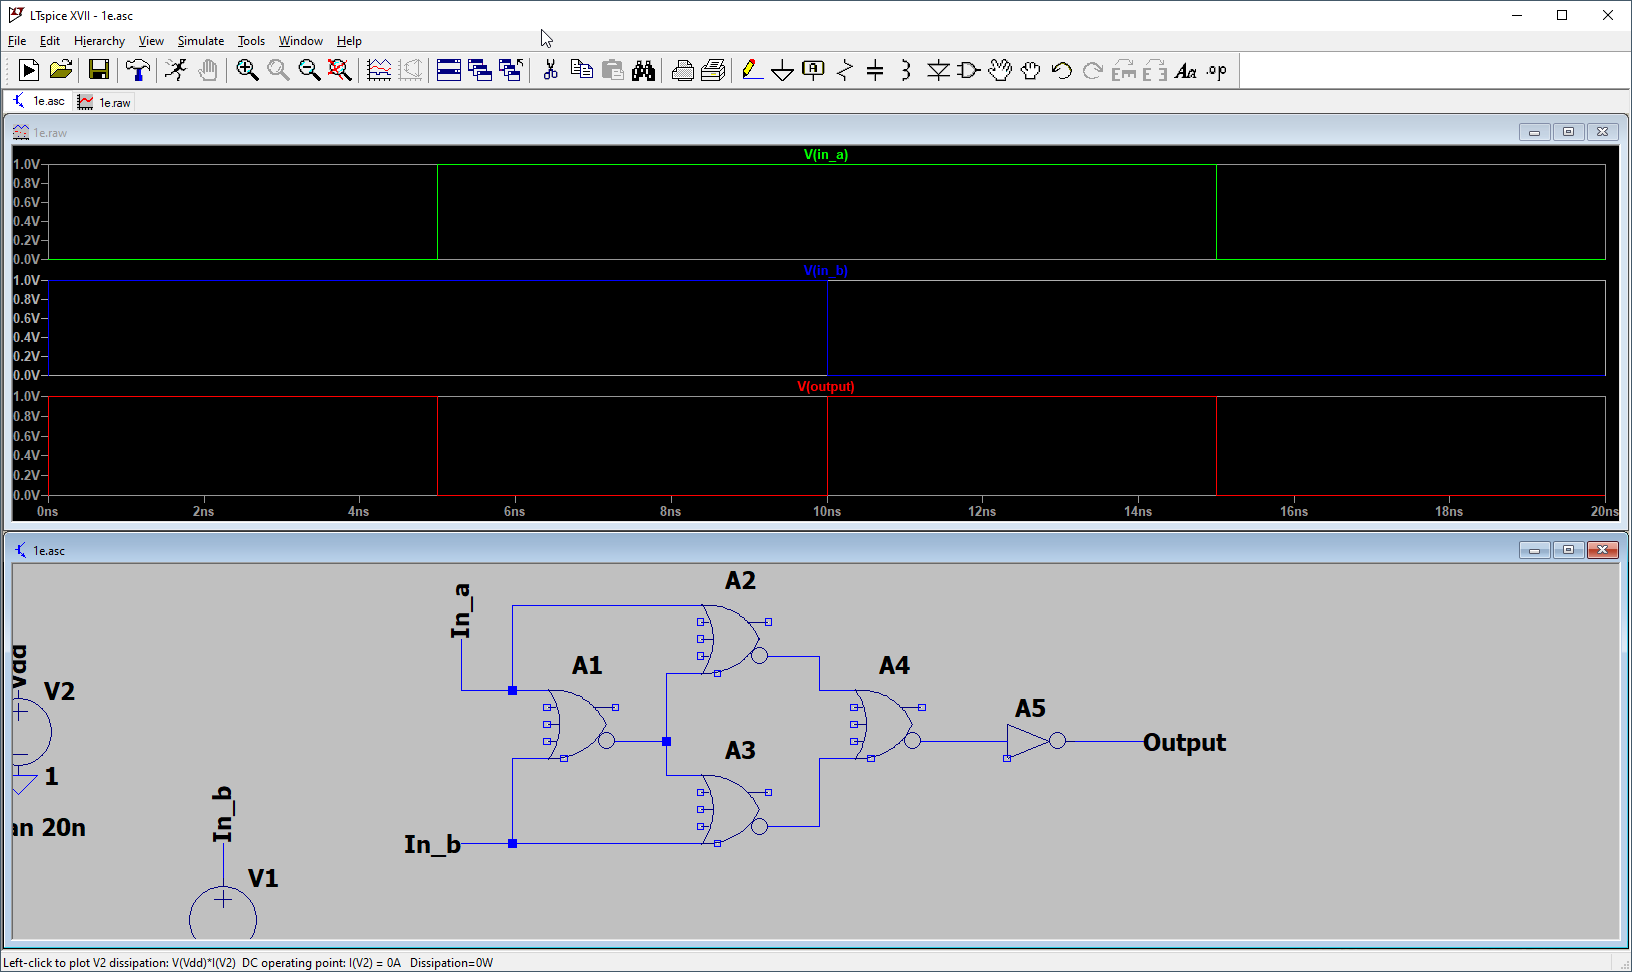 LTspice XVII - 1e.asc
File Edit Hierarchy View Simulate Tools Window Help
A Aa .op
1e.asc 1e.raw
1e.raw
V(in_a)
1.0V
0.8V
0.6V
0.4V
0.2V
0.0V
V(in_b)
1.0V
0.8V
0.6V
0.4V
0.2V
0.0V
V(output)
1.0V
0.8V
0.6V
0.4V
0.2V
0.0V
0ns 2ns 4ns 6ns 8ns 10ns 12ns 14ns 16ns 18ns 20ns
1e.asc
Vdd
V2
1
an 20n
In_b
V1
In_a
In_b
A1
A2
A3
A4
A5
Output
Left-click to plot V2 dissipation: V(Vdd)*I(V2) DC operating point: I(V2) = 0A Dissipation=0W